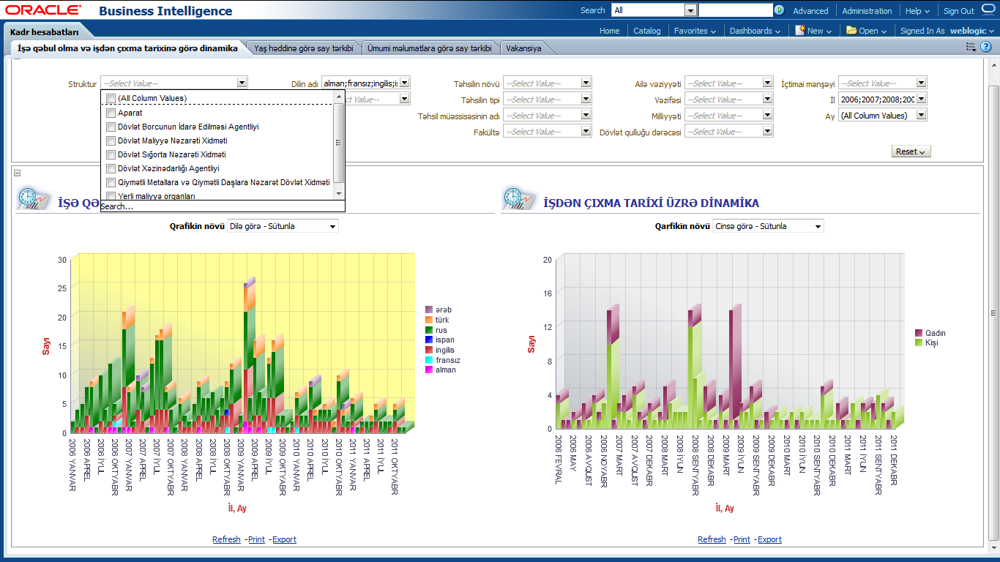 ORACLE Business Intelligence Search All Advanced Administration Help Sign Out
Kadr hesabatları Home Catalog Favorites Dashboards New Open Signed In As weblogic
İşə qəbul olma və işdən çıxma tarixinə görə dinamika Yaş həddinə görə say tərkibi Ümumi məlumatlara görə say tərkibi Vakansiya
Struktur --Select Value-- Dilin adı alman;fransız;ingilis;is Təhsilin növü --Select Value-- Ailə vəziyyəti --Select Value-- İçtimai mənşəyi --Select Value--
(All Column Values) ct Value-- Təhsilin tipi --Select Value-- Vəzifəsi --Select Value-- İl 2006;2007;2008;200
Aparat Təhsil müəssisəsinin adı --Select Value-- Milliyyəti --Select Value-- Ay (All Column Values)
Dövlət Borcunun İdarə Edilməsi Agentliyi Fakültə --Select Value-- Dövlət qulluğu dərəcəsi --Select Value--
Dövlət Maliyyə Nəzarəti Xidməti
Dövlət Sığorta Nəzarəti Xidməti Reset
Dövlət Xəzinədarlığı Agentliyi
Qiymətli Metallara və Qiymətli Daşlara Nəzarət Dövlət Xidməti
Yerli maliyyə orqanları
Search...
İŞƏ QƏ
Qrafikin növü Dilə görə - Sütunla
30
25
20
15
10
5
0
Sayı
ərəb
türk
rus
ispan
ingilis
fransız
alman
2006 YANVAR 2006 APREL 2006 İYUL 2006 OKTYABR 2007 YANVAR 2007 APREL 2007 İYUL 2007 OKTYABR 2008 YANVAR 2008 APREL 2008 İYUL 2008 OKTYABR 2009 YANVAR 2009 APREL 2009 İYUL 2009 OKTYABR 2010 YANVAR 2010 APREL 2010 İYUL 2010 OKTYABR 2011 YANVAR 2011 APREL 2011 İYUL 2011 OKTYABR
İl, Ay
Refresh - Print - Export
İŞDƏN ÇIXMA TARİXİ ÜZRƏ DİNAMİKA
Qarfikin növü Cinsə görə - Sütunla
20
16
12
8
4
0
Sayı
Qadın
Kişi
2006 FEVRAL 2006 MAY 2006 AVQUST 2006 NOYABR 2007 MART 2007 AVQUST 2007 DEKABR 2008 MART 2008 İYUN 2008 SENTYABR 2008 DEKABR 2009 MART 2009 İYUN 2009 SENTYABR 2009 DEKABR 2010 MART 2010 İYUN 2010 SENTYABR 2010 DEKABR 2011 MART 2011 İYUN 2011 SENTYABR 2011 DEKABR
İl, Ay
Refresh - Print - Export